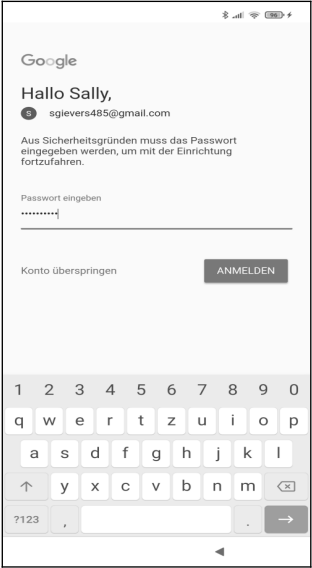 96
Google
Hallo Sally,
S sgievers485@gmail.com
Aus Sicherheitsgründen muss das Passwort
eingegeben werden, um mit der Einrichtung
fortzufahren.
Passwort eingeben
••••••••••
Konto überspringen ANMELDEN
1 2 3 4 5 6 7 8 9 0
q w e r t z u i o p
a s d f g h j k l
y x c v b n m
?123 , .